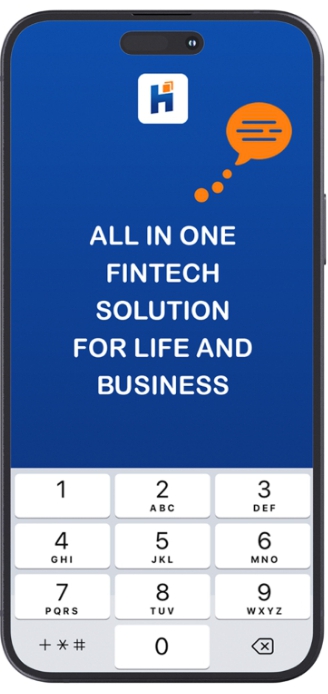 H
ALL IN ONE
FINTECH
SOLUTION
FOR LIFE AND
BUSINESS
1 2 3
ABC DEF
4 5 6
GHI JKL MNO
7 8 9
PQRS TUV WXYZ
+*# 0